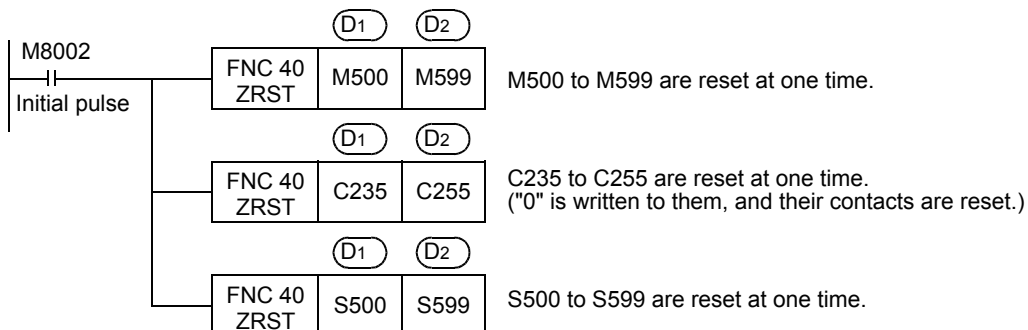 D1 D2
M8002
Initial pulse
FNC 40
ZRST
M500 M599
M500 to M599 are reset at one time.
D1 D2
FNC 40
ZRST
C235 C255
C235 to C255 are reset at one time.
("0" is written to them, and their contacts are reset.)
D1 D2
FNC 40
ZRST
S500 S599
S500 to S599 are reset at one time.